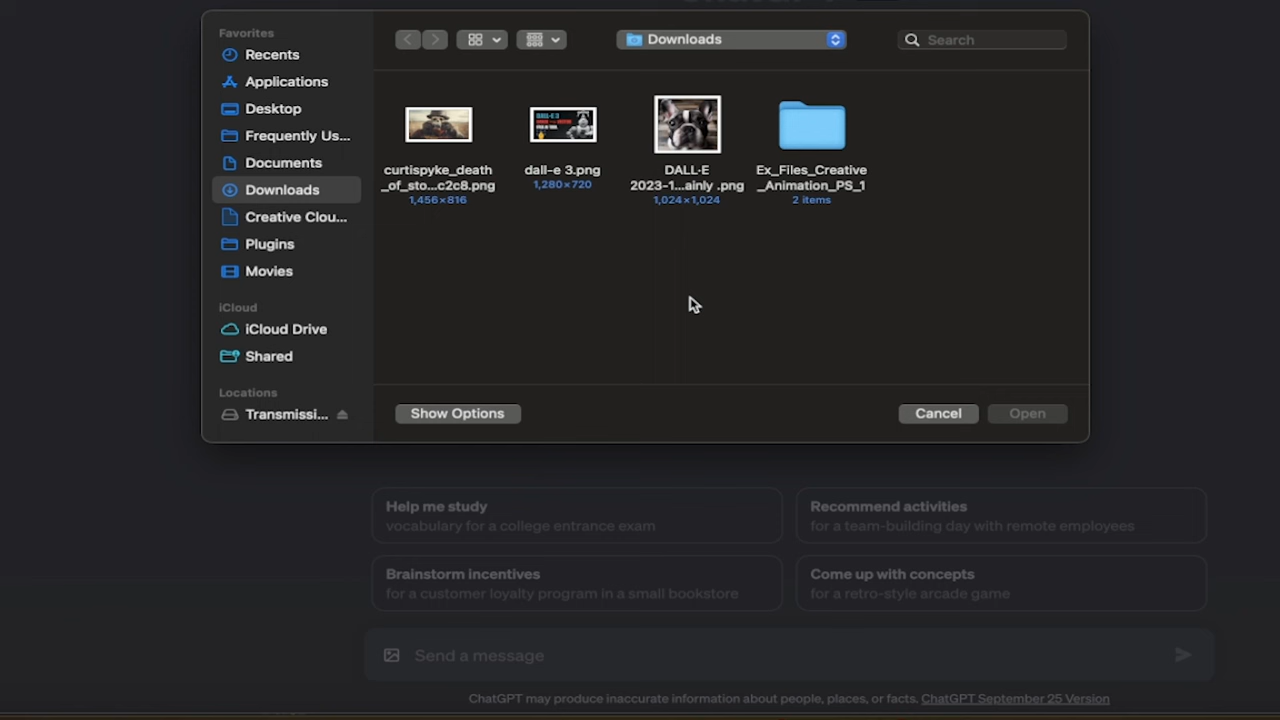 Favorites
Recents
Applications
Desktop
Frequently Us...
Documents
Downloads
Creative Clou...
Plugins
Movies
iCloud
iCloud Drive
Shared
Locations
Transmissi...
Downloads
Search
curtispyke_death
_of_sto...c2c8.png
1,456×816
dall-e 3.png
1,280×720
DALL·E
2023-1...ainly .png
1,024×1,024
Ex_Files_Creative
_Animation_PS_1
2 items
Show Options
Cancel
Open
Help me study
vocabulary for a college entrance exam
Recommend activities
for a team-building day with remote employees
Brainstorm incentives
for a customer loyalty program in a small bookstore
Come up with concepts
for a retro-style arcade game
Send a message
ChatGPT may produce inaccurate information about people, places, or facts. ChatGPT September 25 Version